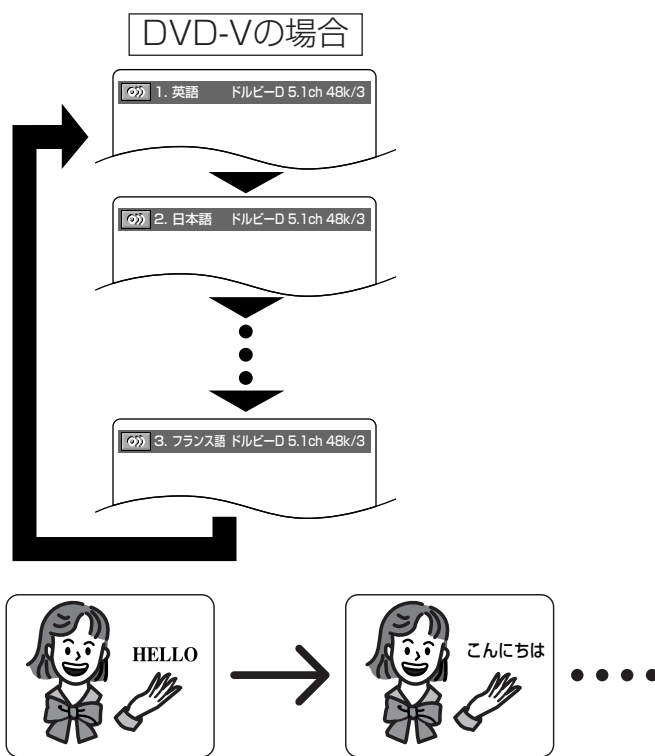 DVD-Vの場合
1. 英語 ドルビーD 5.1ch 48k/3
2. 日本語 ドルビーD 5.1ch 48k/3
3. フランス語 ドルビーD 5.1ch 48k/3
HELLO
こんにちは